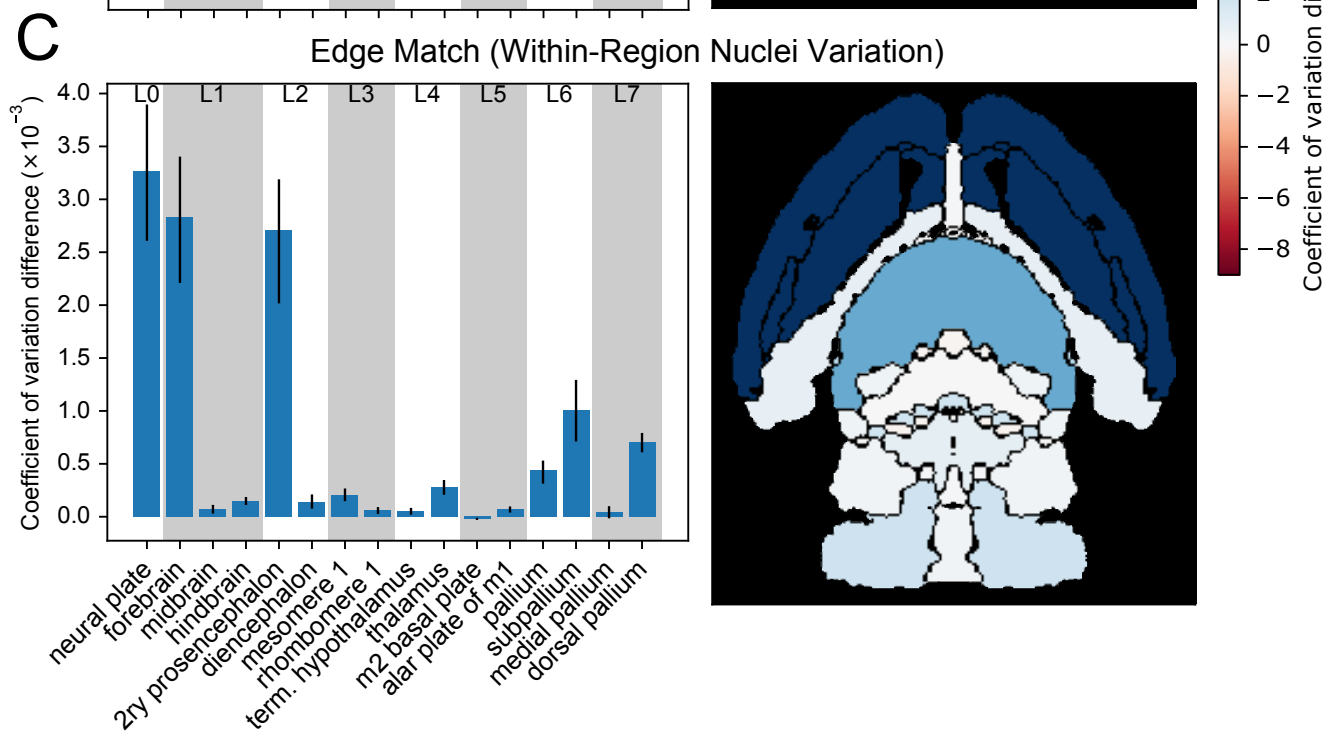 C
Edge Match (Within-Region Nuclei Variation)
L0 L1 L2 L3 L4 L5 L6 L7
Coefficient of variation difference (×10⁻³)
4.0
3.5
3.0
2.5
2.0
1.5
1.0
0.5
0.0
neural plate
forebrain
midbrain
hindbrain
2ry prosencephalon
diencephalon
mesomere 1
rhombomere 1
term. hypothalamus
thalamus
m2 basal plate
alar plate of m1
pallium
subpallium
medial pallium
dorsal pallium
0
−2
−4
−6
−8
Coefficient of variation